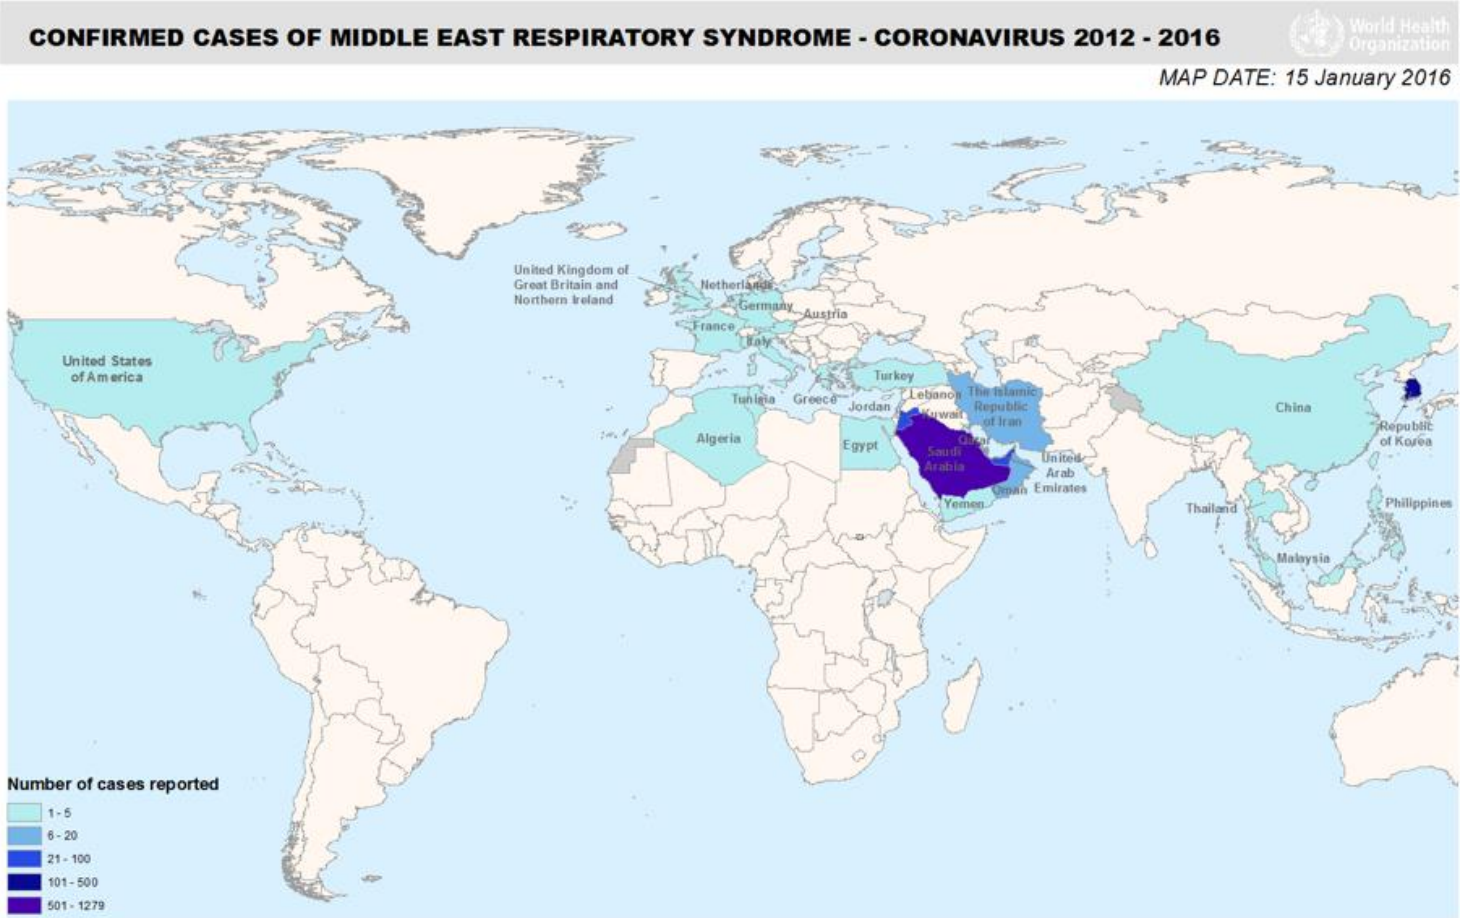 CONFIRMED CASES OF MIDDLE EAST RESPIRATORY SYNDROME - CORONAVIRUS 2012 - 2016
World Health
Organization
MAP DATE: 15 January 2016
United Kingdom of
Great Britain and
Northern Ireland
Netherlands
Germany
Austria
France
Italy
United States
of America
Turkey
Tunisia
Greece
Lebanon
Jordan
Kuwait
The Islamic
Republic
of Iran
China
Republic
of Korea
Algeria
Egypt
Qatar
Saudi
Arabia
United
Arab
Emirates
Oman
Yemen
Thailand
Philippines
Malaysia
Number of cases reported
1 - 5
6 - 20
21 - 100
101 - 500
501 - 1279